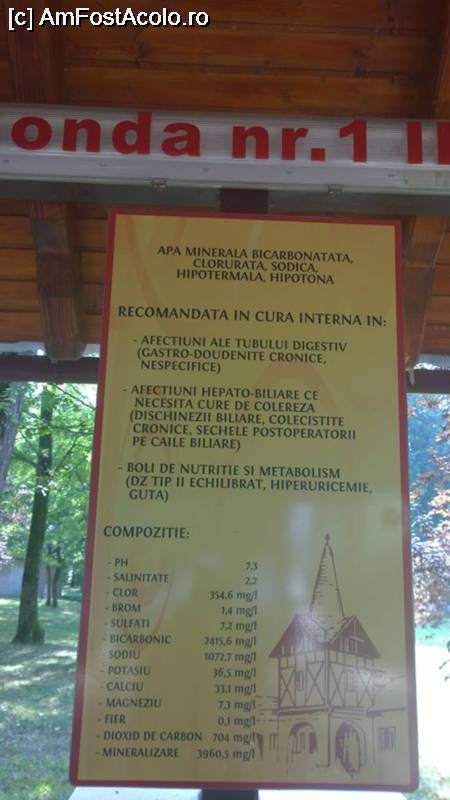 [c] AmFostAcolo.ro
onda nr.1
APA MINERALA BICARBONATATA,
CLORURATA, SODICA,
HIPOTERMALA, HIPOTONA
RECOMANDATA IN CURA INTERNA IN:
- AFECTIUNI ALE TUBULUI DIGESTIV
(GASTRO-DOUDENITE CRONICE,
NESPECIFICE)
- AFECTIUNI HEPATO-BILIARE CE
NECESITA CURE DE COLEREZA
(DISCHINEZII BILIARE, COLECISTITE
CRONICE, SECHELE POSTOPERATORII
PE CAILE BILIARE)
- BOLI DE NUTRITIE SI METABOLISM
(DZ TIP II ECHILIBRAT, HIPERURICEMIE,
GUTA)
COMPOZITIE:
- PH 7.3
- SALINITATE 2,2
- CLOR 354,6 mg/l
- BROM 1,4 mg/l
- SULFATI 7,2 mg/l
- BICARBONIC 2415,6 mg/l
- SODIU 1072,7 mg/l
- POTASIU 36,5 mg/l
- CALCIU 33,1 mg/l
- MAGNEZIU 7,3 mg/l
- FIER 0,1 mg/l
- DIOXID DE CARBON 704 mg/l
- MINERALIZARE 3960,5 mg/l